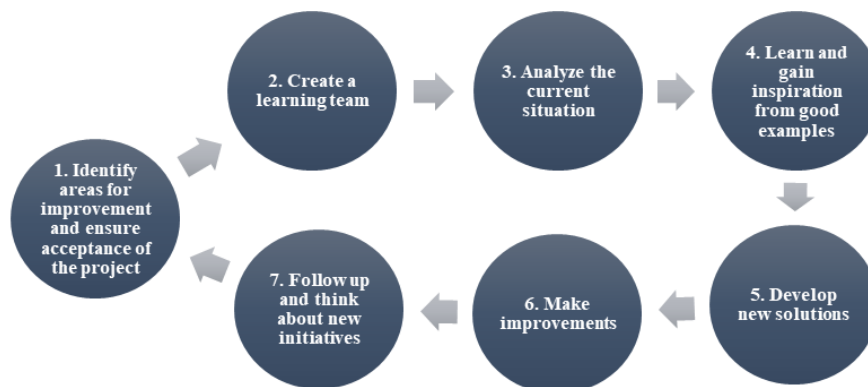 1. Identify
areas for
improvement
and ensure
acceptance of
the project
2. Create a
learning team
3. Analyze the
current
situation
4. Learn and
gain
inspiration
from good
examples
5. Develop
new solutions
6. Make
improvements
7. Follow up
and think
about new
initiatives